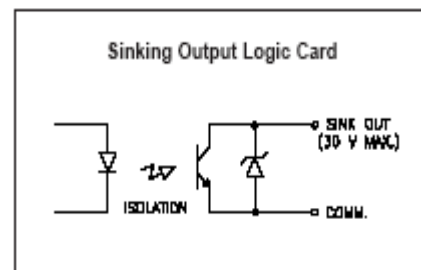 Sinking Output Logic Card
SINK OUT
(30 V MAX.)
ISOLATION
COMM.